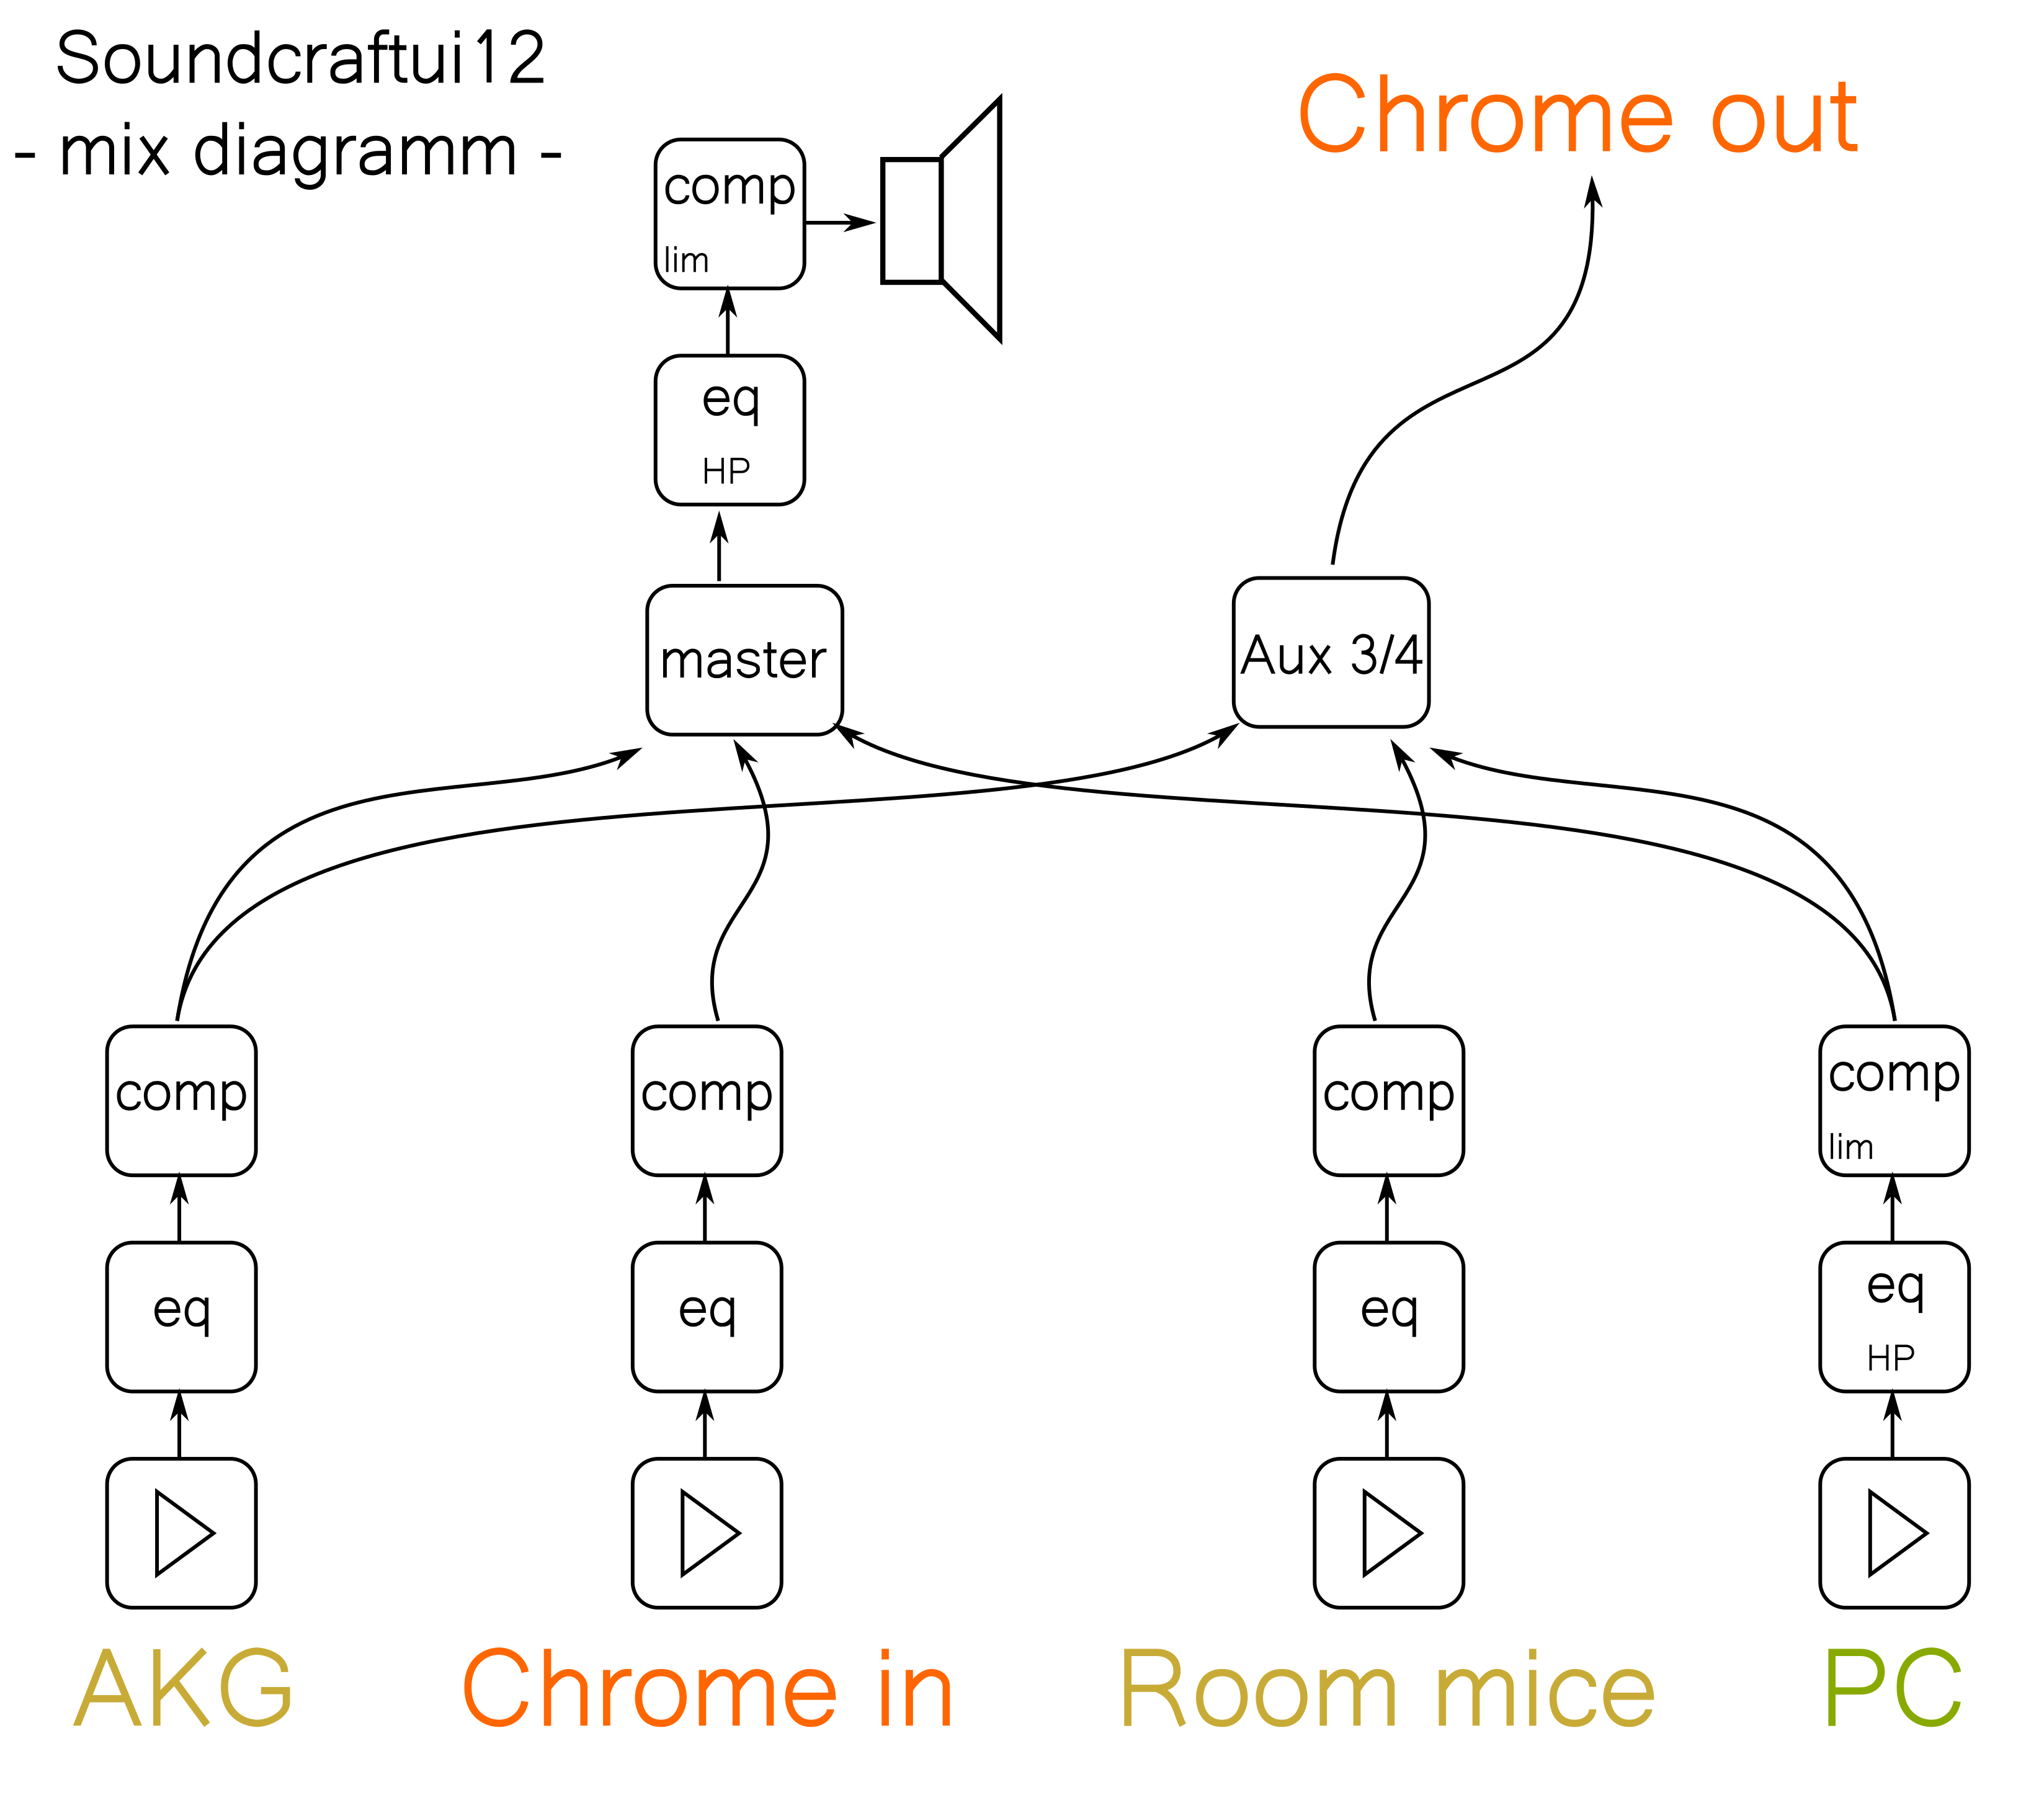 Soundcraftui12
- mix diagramm -
Chrome out
comp
lim
eq
HP
master
Aux 3/4
comp
comp
comp
comp
lim
eq
eq
eq
eq
HP
AKG
Chrome in
Room mice
PC